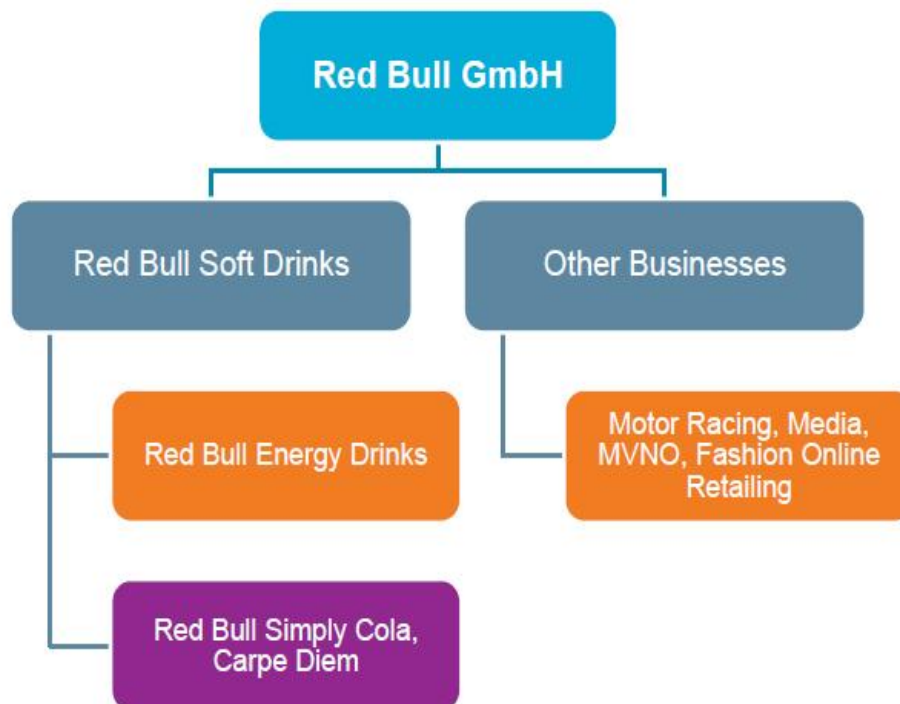 Red Bull GmbH
Red Bull Soft Drinks
Other Businesses
Red Bull Energy Drinks
Motor Racing, Media,
MVNO, Fashion Online
Retailing
Red Bull Simply Cola,
Carpe Diem